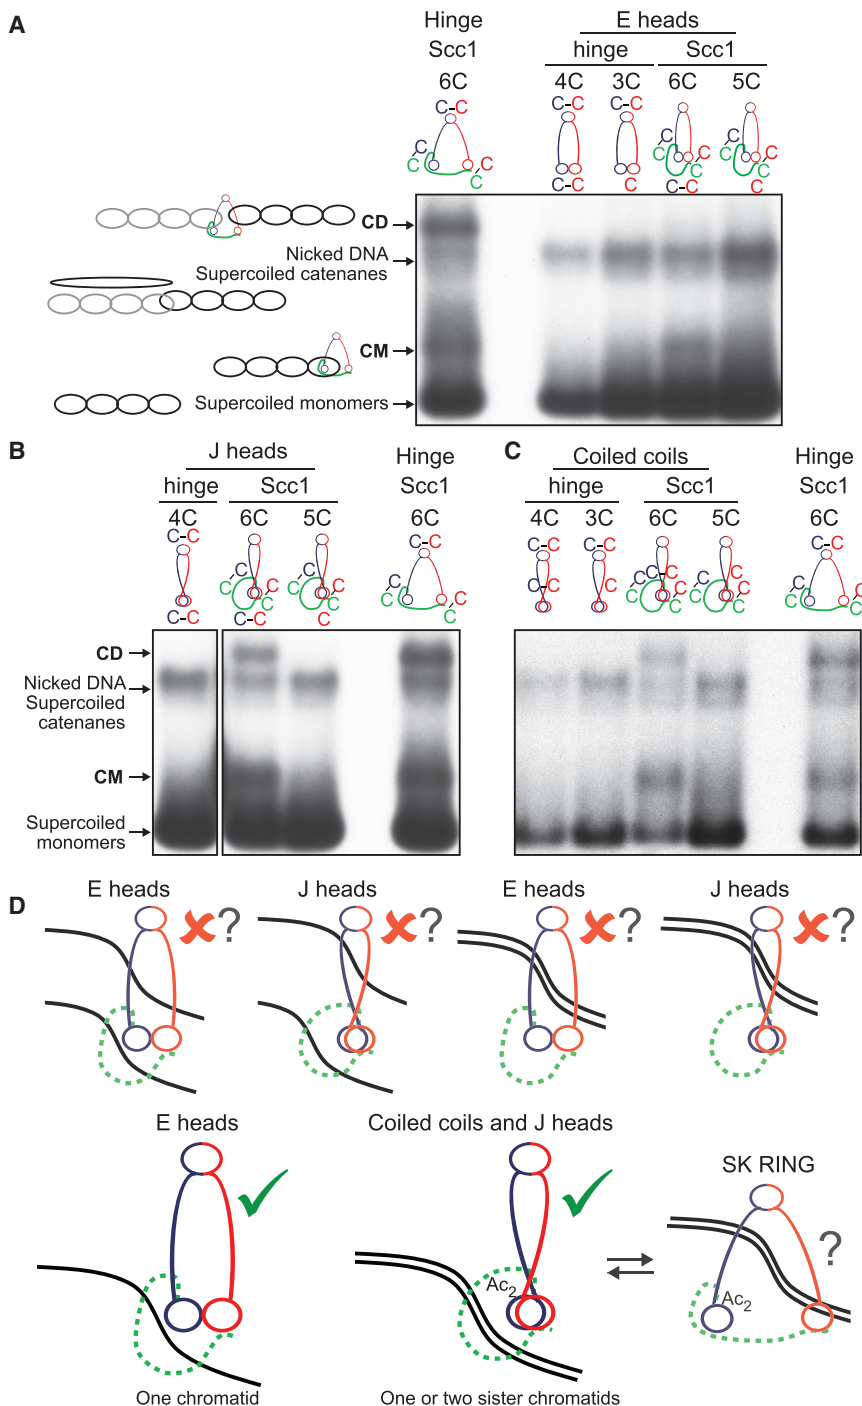 A
Hinge
Scc1
6C
E heads
hinge
Scc1
4C
3C
6C
5C
C-C
C-C
C-C
C
C
C
C
C
C
C
C
C
C
C
C
C-C
C
C-C
C
CD
Nicked DNA
Supercoiled catenanes
CM
Supercoiled monomers
B
J heads
hinge
Scc1
4C
6C
5C
Hinge
Scc1
6C
C-C
C-C
C
C
C
C
C
C
C
C
C
C
C
C
C-C
C-C
C
CD
Nicked DNA
Supercoiled
catenanes
CM
Supercoiled
monomers
C
Coiled coils
hinge
Scc1
4C
3C
6C
5C
Hinge
Scc1
6C
C-C
C-C
C-C
C-C
C
C
C
C-C
C
C
C
C
C
C
C
C
C
C
C
D
E heads
J heads
E heads
J heads
?
?
?
?
E heads
Coiled coils and J heads
SK RING
?
Ac2
Ac2
One chromatid
One or two sister chromatids